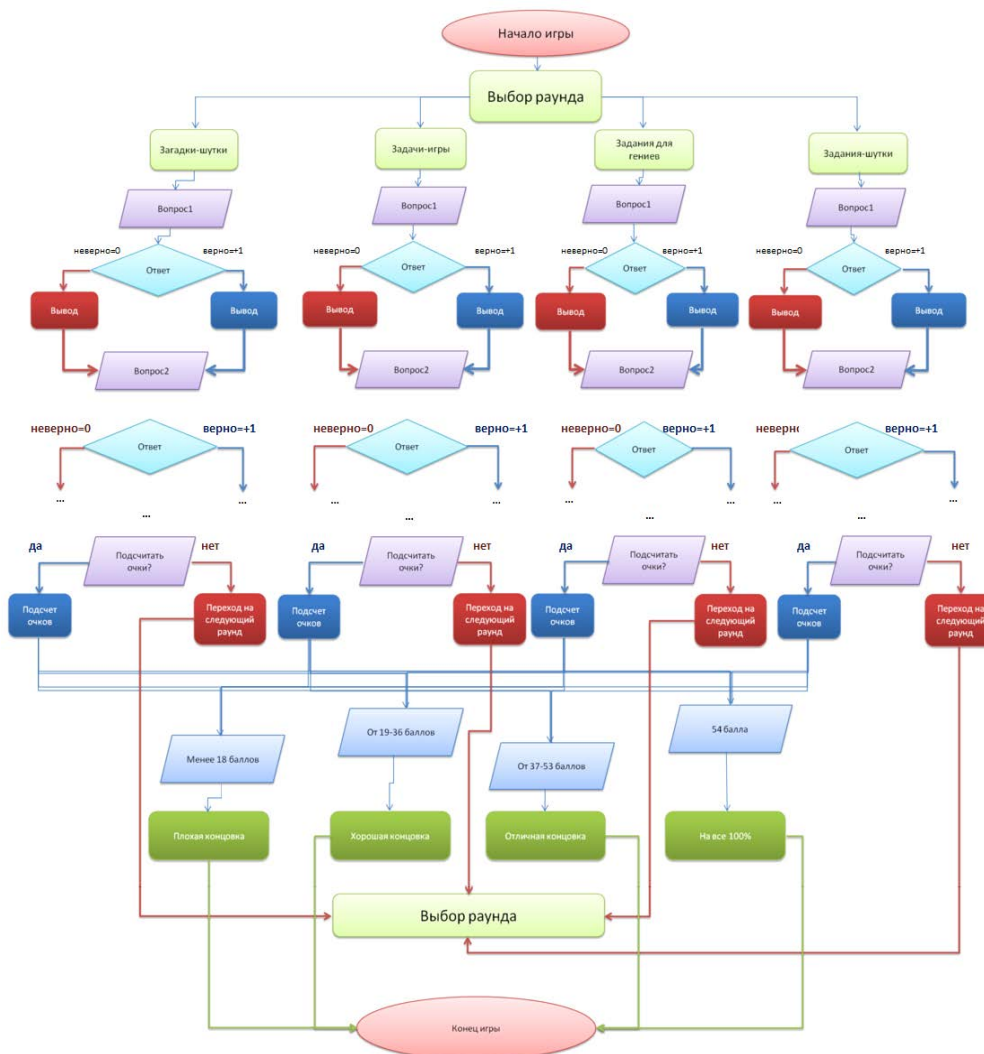 Начало игры
Выбор раунда
Загадки-шутки
Задачи-игры
Задания для
гениев
Задания-шутки
Вопрос1
Вопрос1
Вопрос1
Вопрос1
неверно=0
верно=+1
неверно=0
верно=+1
неверно=0
верно=+1
неверно=0
верно=+1
Ответ
Ответ
Ответ
Ответ
Вывод
Вывод
Вывод
Вывод
Вывод
Вывод
Вывод
Вывод
Вопрос2
Вопрос2
Вопрос2
Вопрос2
неверно=0
верно=+1
неверно=0
верно=+1
неверно=0
верно=+1
неверно
верно=+1
Ответ
Ответ
Ответ
Ответ
...
...
...
...
...
...
...
...
...
...
...
...
да
Подсчитать
очки?
нет
да
Подсчитать
очки?
нет
да
Подсчитать
очки?
нет
да
Подсчитать
очки?
нет
Подсчет
очков
Переход на
следующий
раунд
Подсчет
очков
Переход на
следующий
раунд
Подсчет
очков
Переход на
следующий
раунд
Подсчет
очков
Переход на
следующий
раунд
Менее 18 баллов
От 19-36 баллов
От 37-53 баллов
54 балла
Плохая концовка
Хорошая концовка
Отличная концовка
На все 100%
Выбор раунда
Конец игры